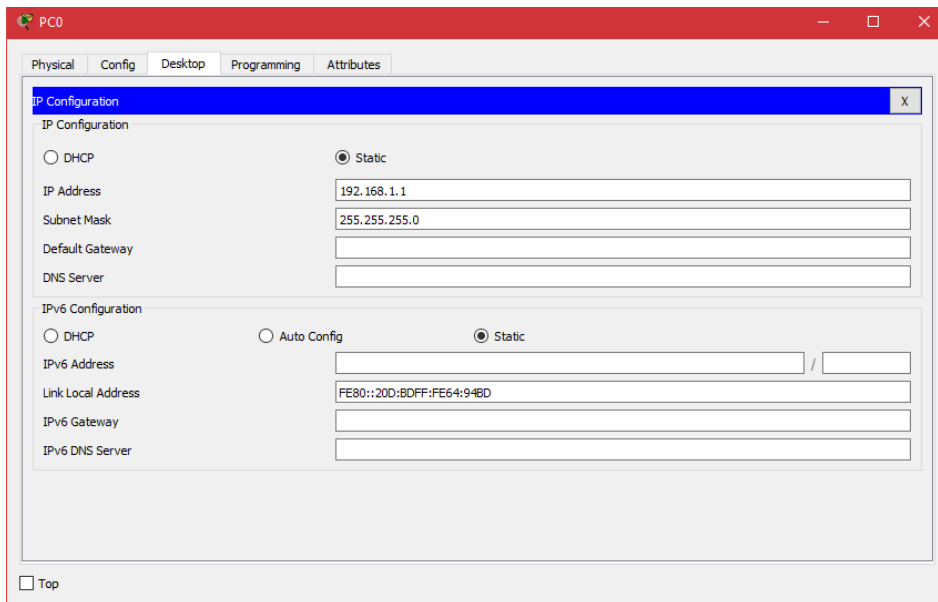 PC0
Physical Config Desktop Programming Attributes
IP Configuration X
IP Configuration
DHCP Static
IP Address 192.168.1.1
Subnet Mask 255.255.255.0
Default Gateway
DNS Server
IPv6 Configuration
DHCP Auto Config Static
IPv6 Address /
Link Local Address FE80::20D:BDFF:FE64:94BD
IPv6 Gateway
IPv6 DNS Server
Top